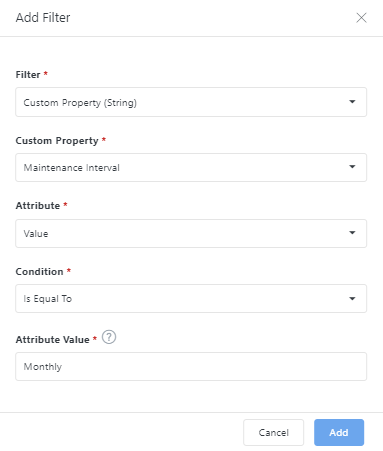 Add Filter
Filter *
Custom Property (String)
Custom Property *
Maintenance Interval
Attribute *
Value
Condition *
Is Equal To
Attribute Value * ?
Monthly
Cancel Add